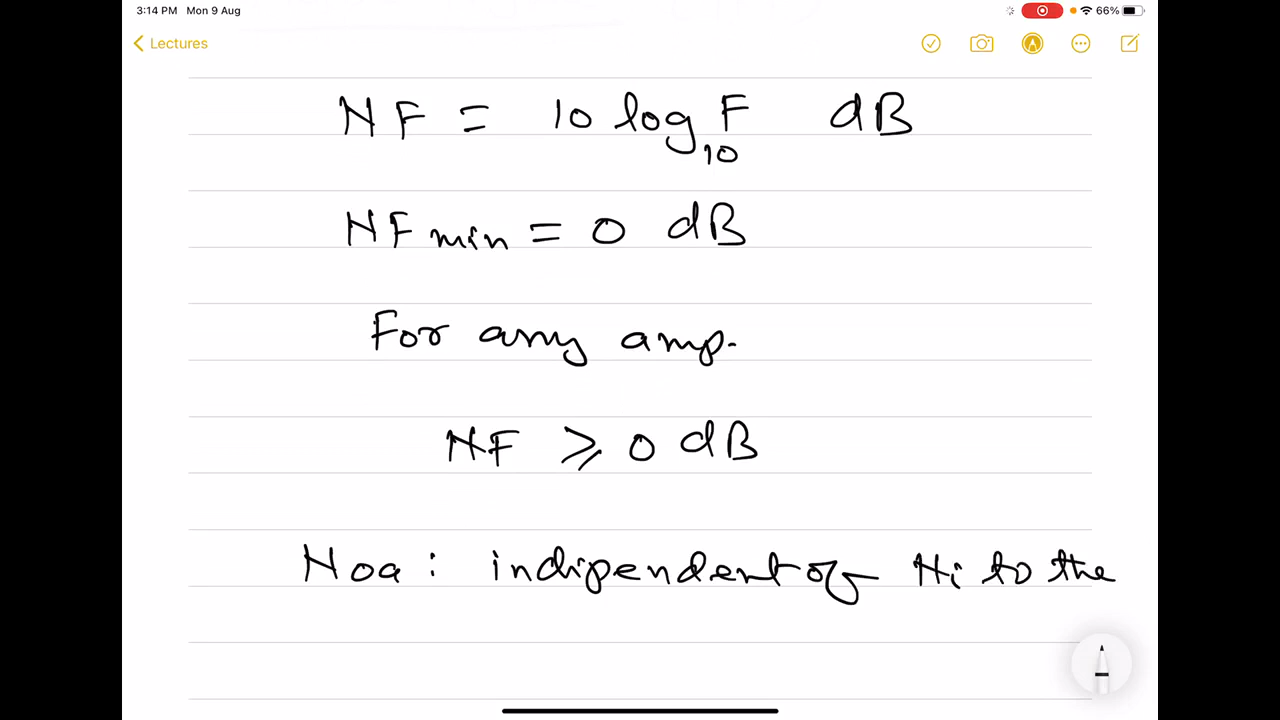 3:14 PM Mon 9 Aug
66%
Lectures
NF = 10 log₁₀ F dB
NF min = 0 dB
For any amp.
NF ⩾ 0 dB
Noa : indipendent of Ni to the